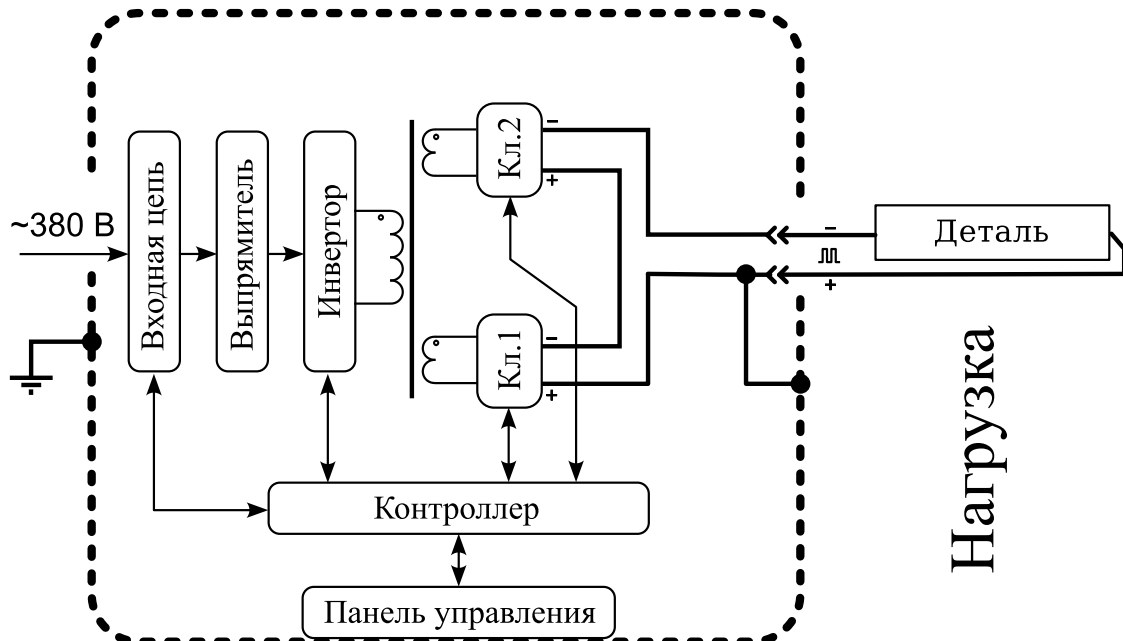 ~380 В
Входная цепь
Выпрямитель
Инвертор
Кл.2
−
+
Кл.1
−
+
−
+
Деталь
Нагрузка
Контроллер
Панель управления